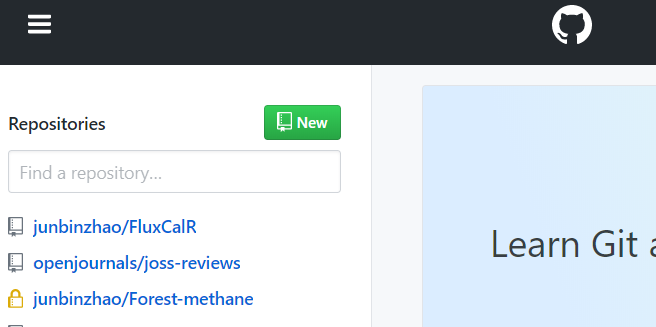 Repositories
New
Find a repository...
junbinzhao/FluxCalR
openjournals/joss-reviews
junbinzhao/Forest-methane
Learn Git a